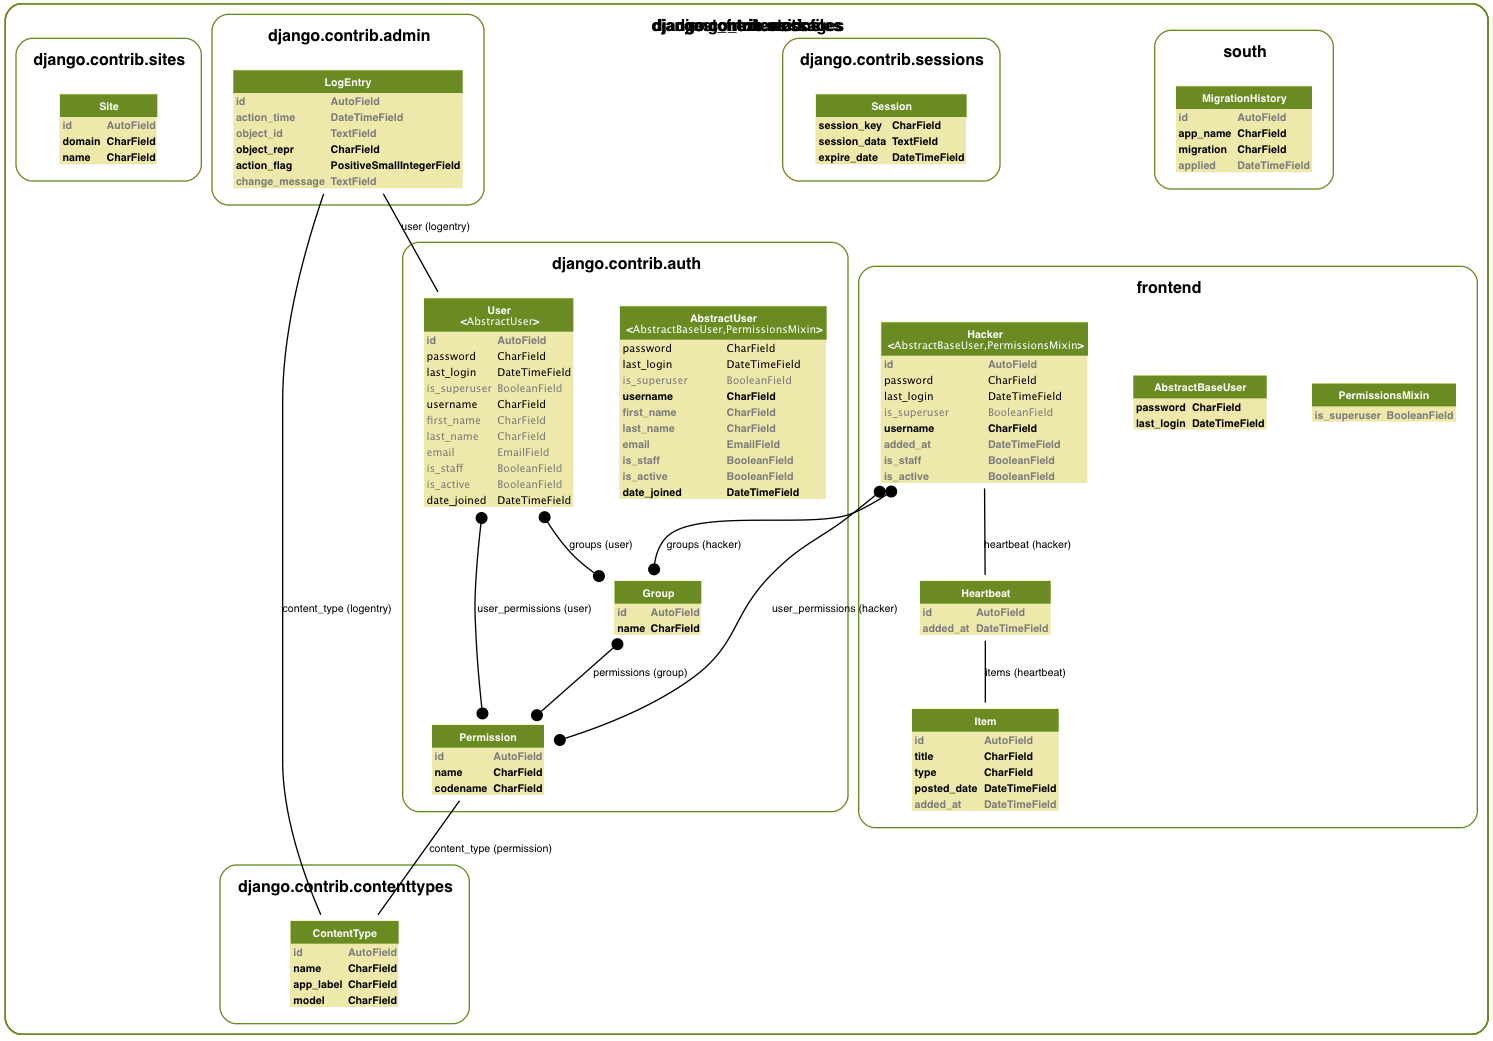 django.contrib.sites
Site
id AutoField
domain CharField
name CharField
django.contrib.admin
LogEntry
id AutoField
action_time DateTimeField
object_id TextField
object_repr CharField
action_flag PositiveSmallIntegerField
change_message TextField
django.contrib.sessions
Session
session_key CharField
session_data TextField
expire_date DateTimeField
south
MigrationHistory
id AutoField
app_name CharField
migration CharField
applied DateTimeField
user (logentry)
django.contrib.auth
User
<AbstractUser>
id AutoField
password CharField
last_login DateTimeField
is_superuser BooleanField
username CharField
first_name CharField
last_name CharField
email EmailField
is_staff BooleanField
is_active BooleanField
date_joined DateTimeField
AbstractUser
<AbstractBaseUser,PermissionsMixin>
password CharField
last_login DateTimeField
is_superuser BooleanField
username CharField
first_name CharField
last_name CharField
email EmailField
is_staff BooleanField
is_active BooleanField
date_joined DateTimeField
frontend
Hacker
<AbstractBaseUser,PermissionsMixin>
id AutoField
password CharField
last_login DateTimeField
is_superuser BooleanField
username CharField
added_at DateTimeField
is_staff BooleanField
is_active BooleanField
AbstractBaseUser
password CharField
last_login DateTimeField
PermissionsMixin
is_superuser BooleanField
groups (user)
groups (hacker)
heartbeat (hacker)
content_type (logentry)
user_permissions (user)
Group
id AutoField
name CharField
user_permissions (hacker)
Heartbeat
id AutoField
added_at DateTimeField
permissions (group)
items (heartbeat)
Permission
id AutoField
name CharField
codename CharField
Item
id AutoField
title CharField
type CharField
posted_date DateTimeField
added_at DateTimeField
content_type (permission)
django.contrib.contenttypes
ContentType
id AutoField
name CharField
app_label CharField
model CharField